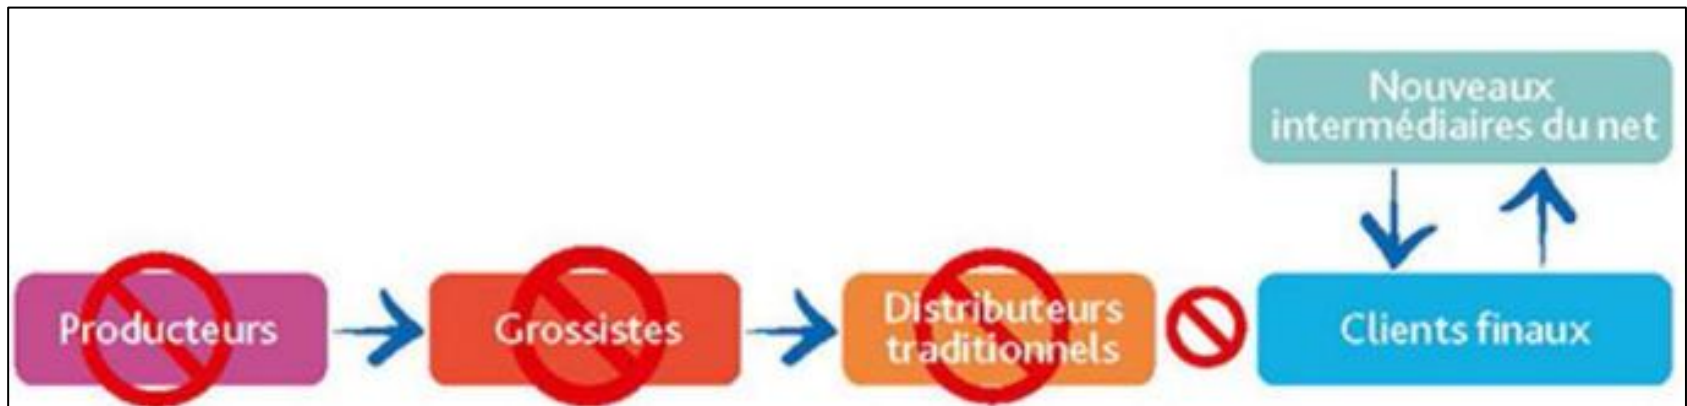 Nouveaux
intermédiaires du net
Producteurs
Grossistes
Distributeurs
traditionnels
Clients finaux